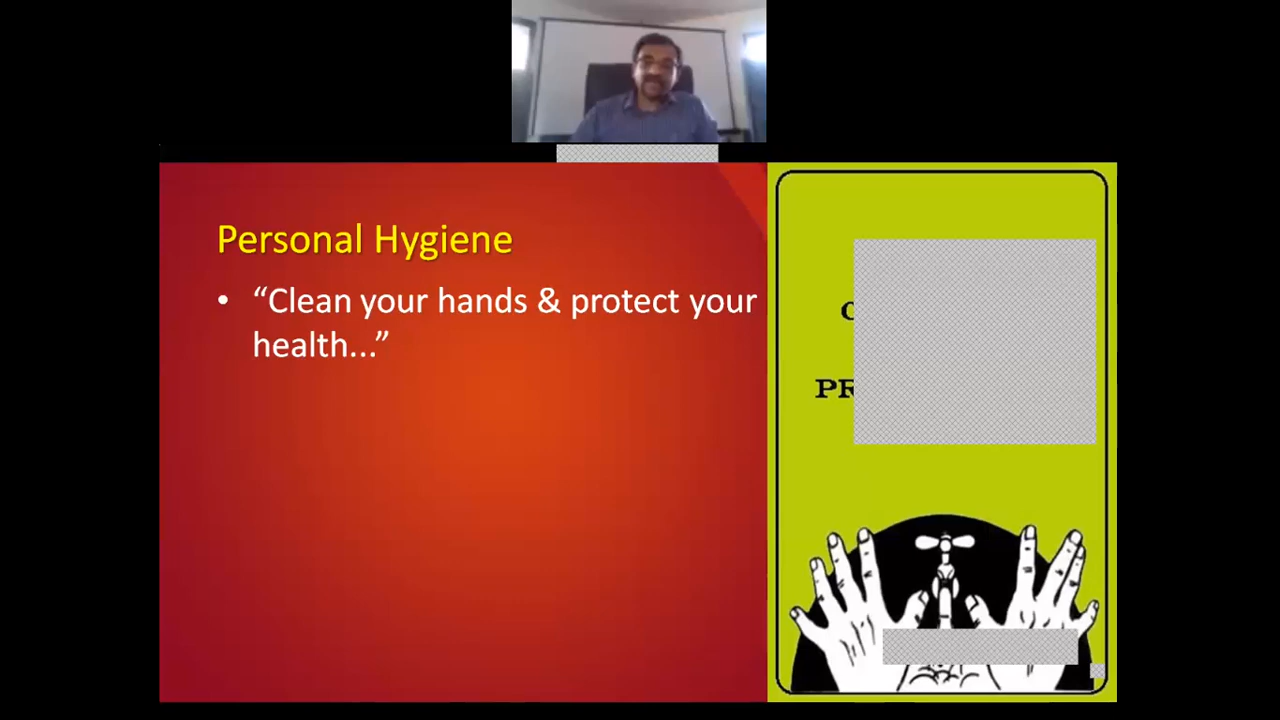 Personal Hygiene
• “Clean your hands & protect your
health...”